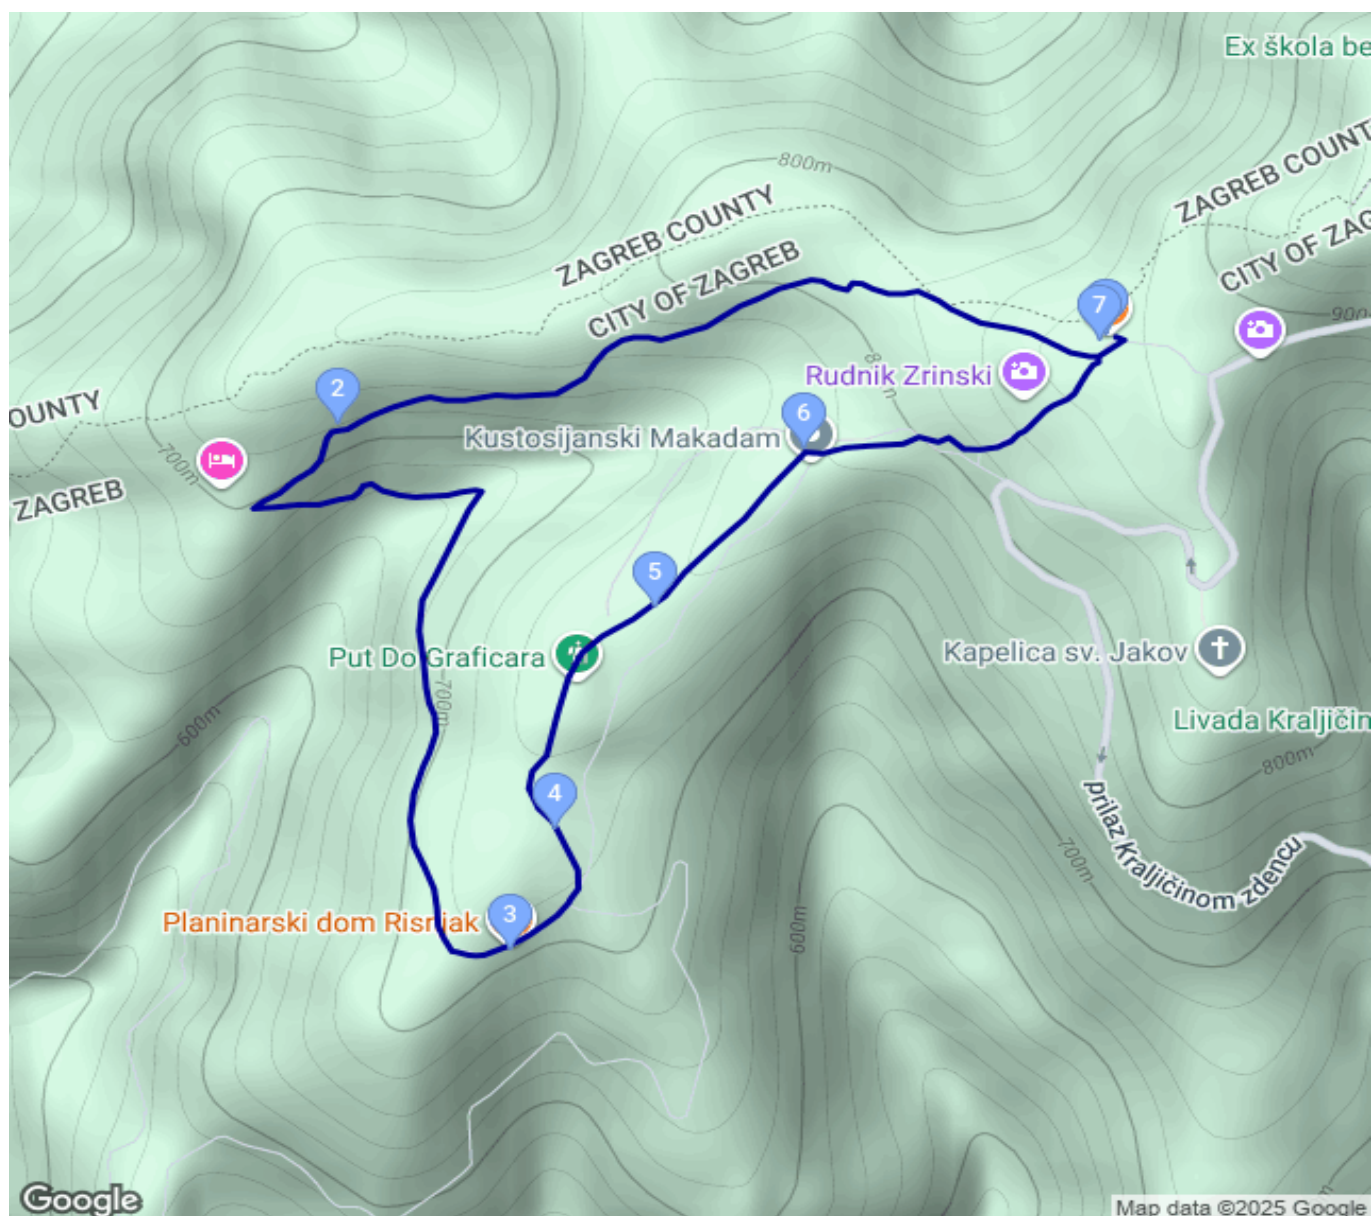 Ex škola be
800m
ZAGREB COUNT
ZAGREB COUNTY
CITY OF ZAG
CITY OF ZAGREB
900
7
Rudnik Zrinski
8
2
OUNTY
6
Kustosijanski Makadam
700m
ZAGREB
5
Put Do Graficara
Kapelica sv. Jakov
700m
600m
Livada Kraljičin
800m
4
prilaz Kraljičinom zdencu
700m
3
Planinarski dom Risnjak
600m
Google
Map data ©2025 Google